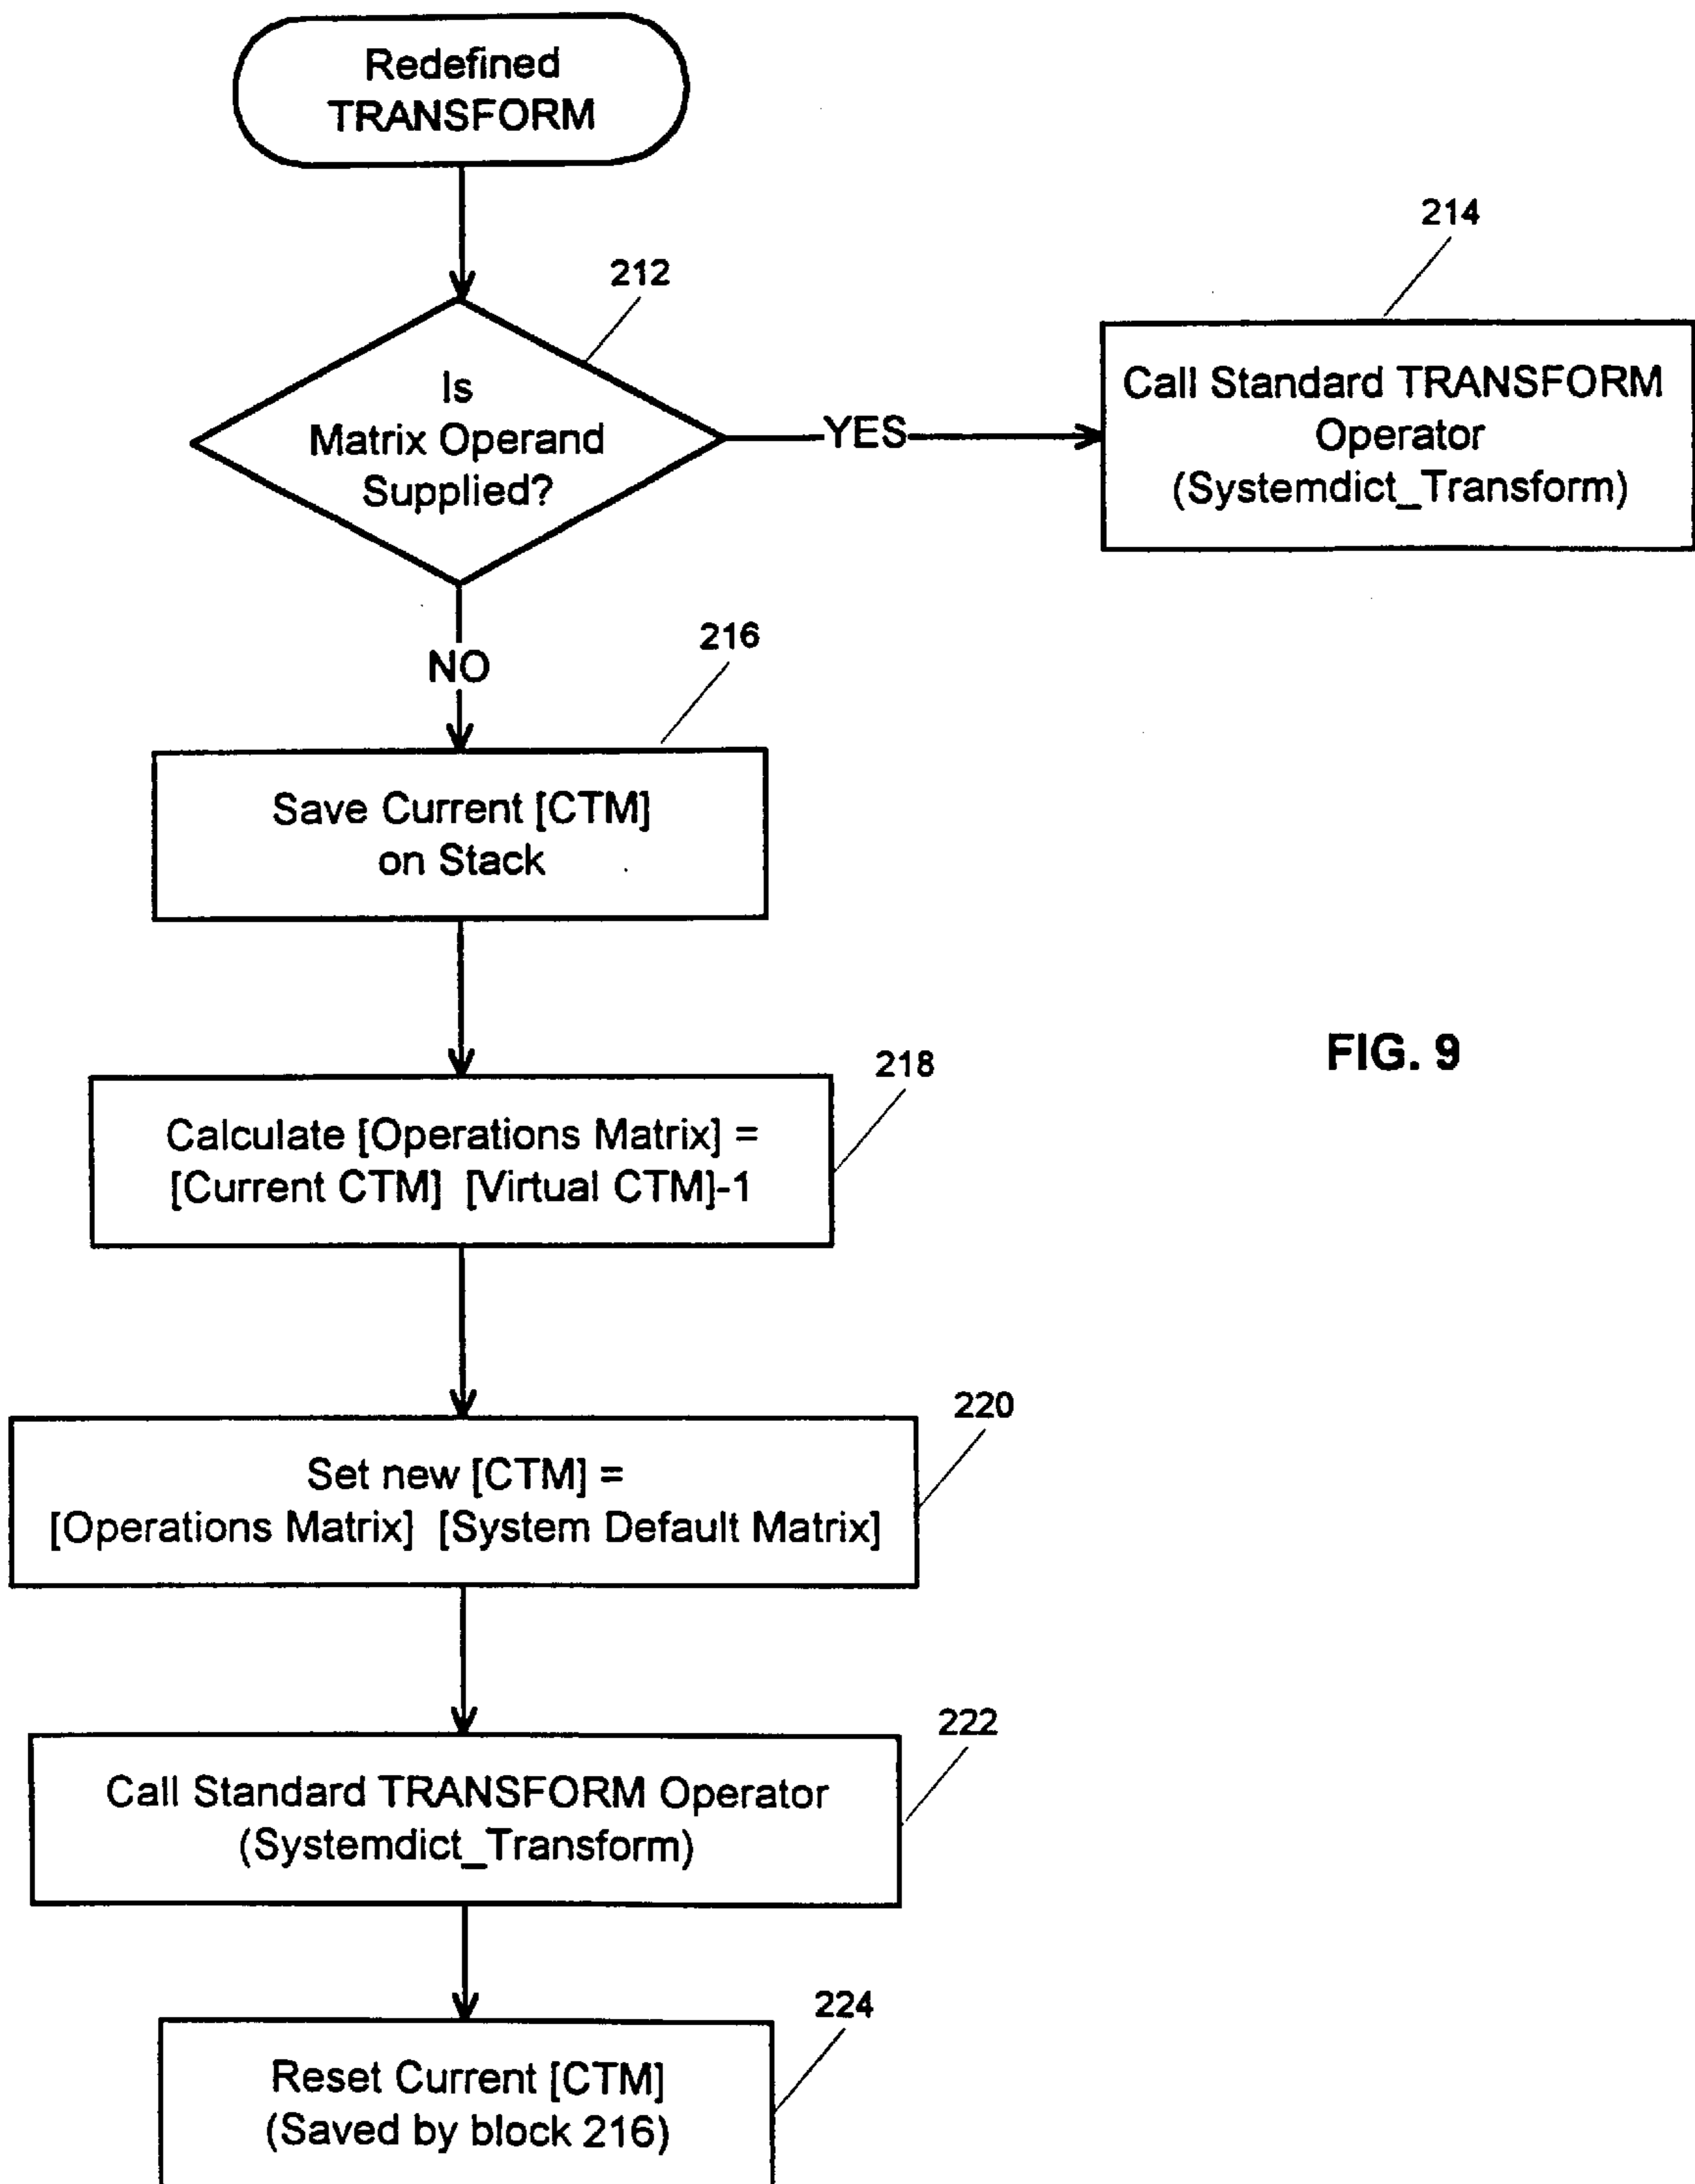 Redefined
TRANSFORM
212
Is
Matrix Operand
Supplied?
YES
214
Call Standard TRANSFORM
Operator
(Systemdict_Transform)
NO
216
Save Current [CTM]
on Stack
218
Calculate [Operations Matrix] =
[Current CTM] [Virtual CTM]-1
FIG. 9
220
Set new [CTM] =
[Operations Matrix] [System Default Matrix]
222
Call Standard TRANSFORM Operator
(Systemdict_Transform)
224
Reset Current [CTM]
(Saved by block 216)